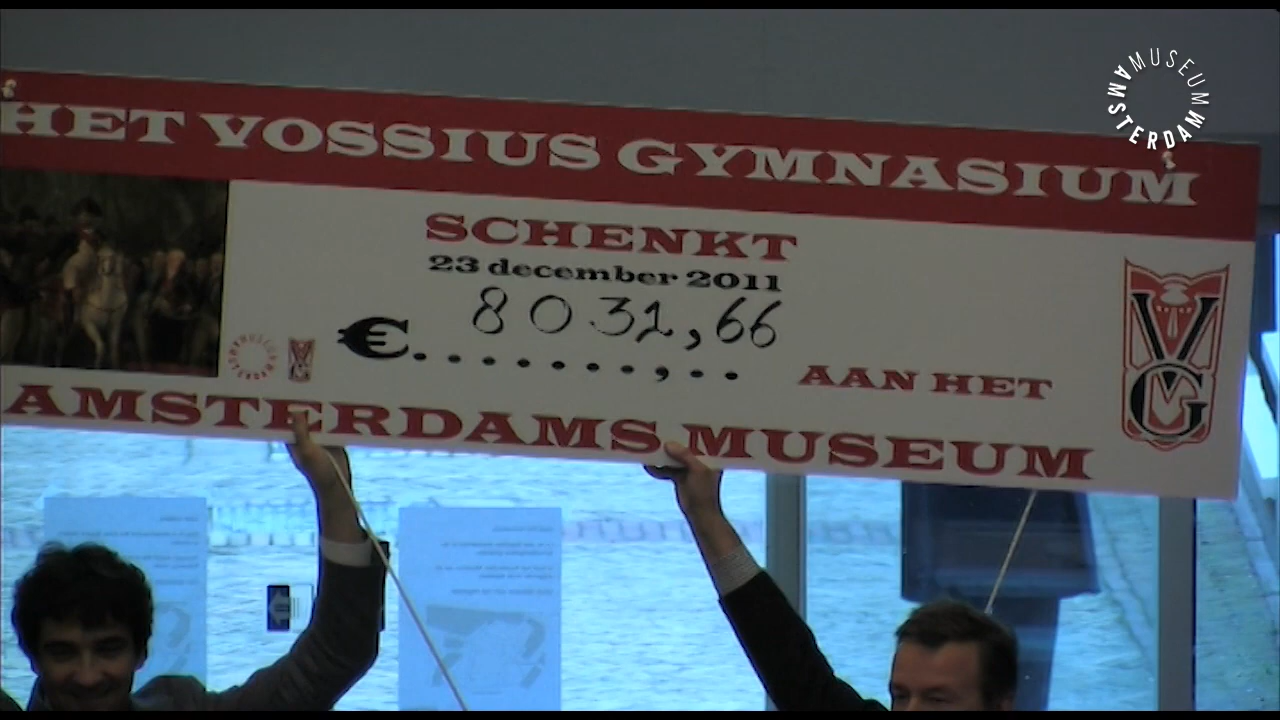 AMSTERDAM MUSEUM
HET VOSSIUS GYMNASIUM
SCHENKT
23 december 2011
€ 8031,66
AAN HET
AMSTERDAMS MUSEUM
VG